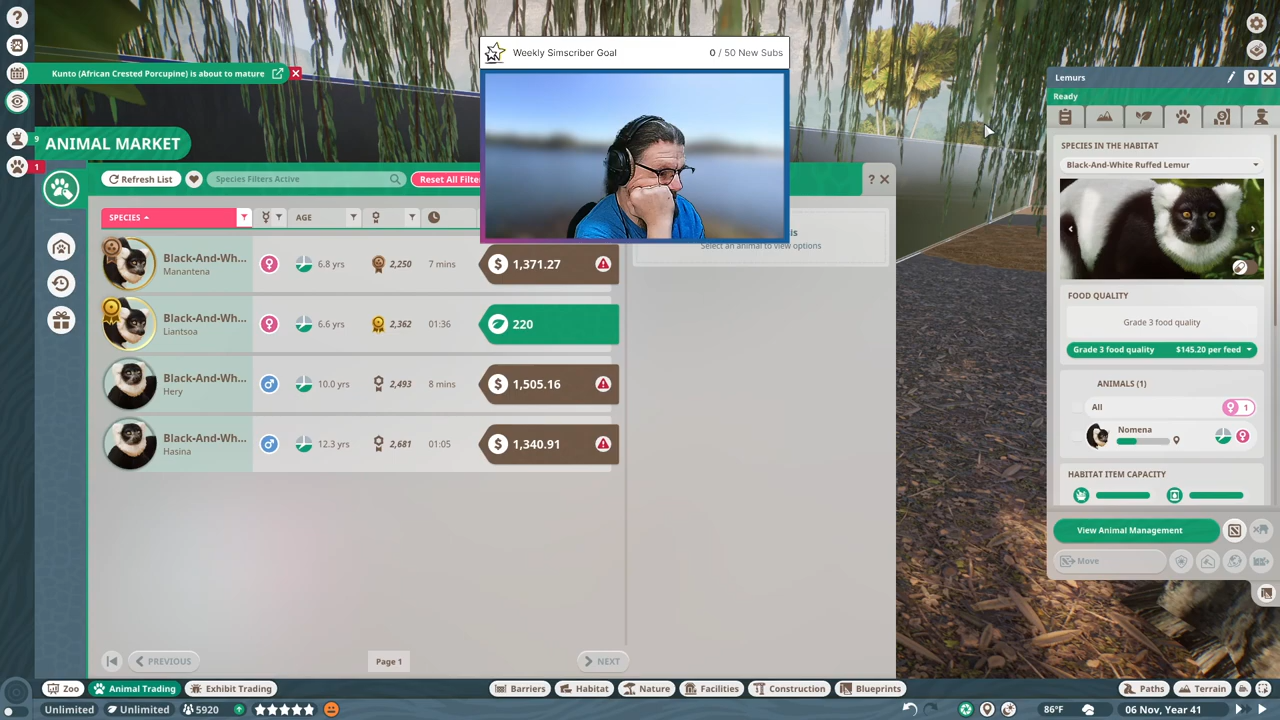 Weekly Simscriber Goal 0 / 50 New Subs
Kunto (African Crested Porcupine) is about to mature
9
1
ANIMAL MARKET
Refresh List
Species Filters Active
Reset All Filte
SPECIES
AGE
Select an animal to view options
Black-And-Wh...
Manantena
6.8 yrs
2,250
7 mins
$ 1,371.27
Black-And-Wh...
Liantsoa
6.6 yrs
2,362
01:36
220
Black-And-Wh...
Hery
10.0 yrs
2,493
8 mins
$ 1,505.16
Black-And-Wh...
Hasina
12.3 yrs
2,681
01:05
$ 1,340.91
PREVIOUS
Page 1
NEXT
Lemurs
Ready
SPECIES IN THE HABITAT
Black-And-White Ruffed Lemur
FOOD QUALITY
Grade 3 food quality
Grade 3 food quality $145.20 per feed
ANIMALS (1)
All
1
Nomena
HABITAT ITEM CAPACITY
View Animal Management
Move
Zoo
Animal Trading
Exhibit Trading
Barriers
Habitat
Nature
Facilities
Construction
Blueprints
Paths
Terrain
Unlimited
Unlimited
5920
86°F
06 Nov, Year 41